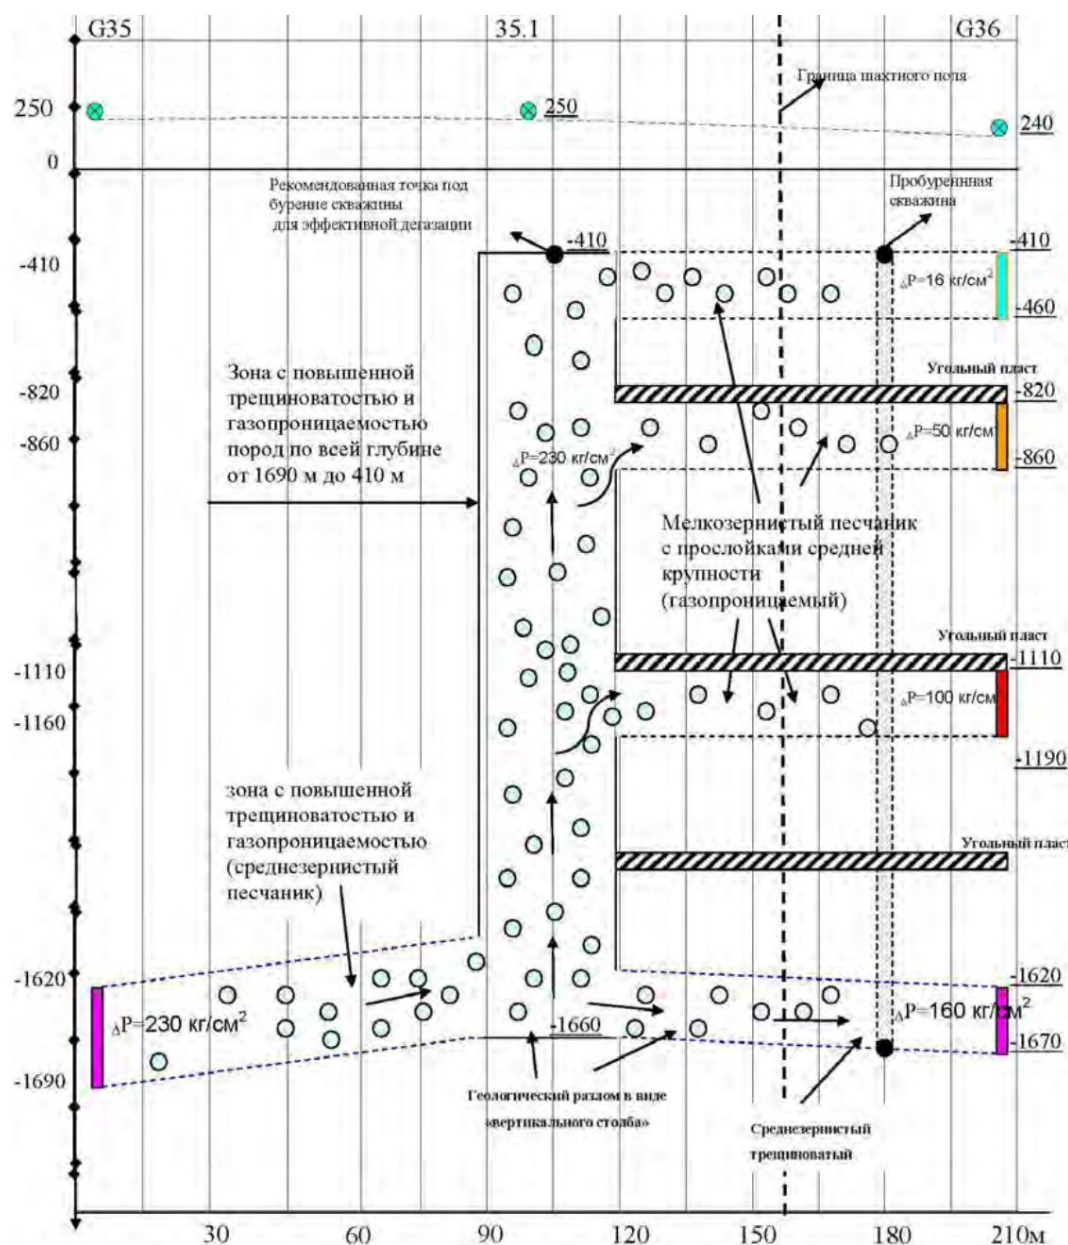 G35
35.1
G36
Граница шахтного поля
250
250
240
0
Рекомендованная точка под
бурение скважины
для эффективной дегазации
Пробуреннная
скважина
-410
-410
-410
ΔP=16 кг/см²
-460
Угольный пласт
Зона с повышенной
трещиноватостью и
газопроницаемостью
пород по всей глубине
от 1690 м до 410 м
-820
-820
ΔP=50 кг/см
-860
ΔP=230 кг/см²
-860
Мелкозернистый песчаник
с прослойками средней
крупности
(газопроницаемый)
Угольный пласт
-1110
-1110
ΔP=100 кг/см
-1160
-1190
зона с повышенной
трещиноватостью и
газопроницаемостью
(среднезернистый
песчаник)
Угольный пласт
-1620
-1620
ΔP=230 кг/см²
-1660
ΔP=160 кг/см²
-1670
-1690
Геологический разлом в виде
«вертикального столба»
Среднезернистый
трещиноватый
30
60
90
120
150
180
210м